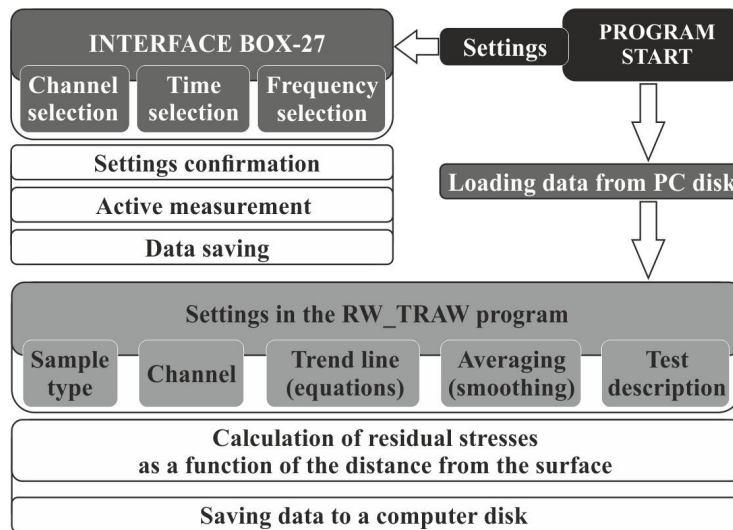 INTERFACE BOX-27
Settings
PROGRAM
START
Channel
selection
Time
selection
Frequency
selection
Settings confirmation
Active measurement
Data saving
Loading data from PC disk
Settings in the RW_TRAW program
Sample
type
Channel
Trend line
(equations)
Averaging
(smoothing)
Test
description
Calculation of residual stresses
as a function of the distance from the surface
Saving data to a computer disk